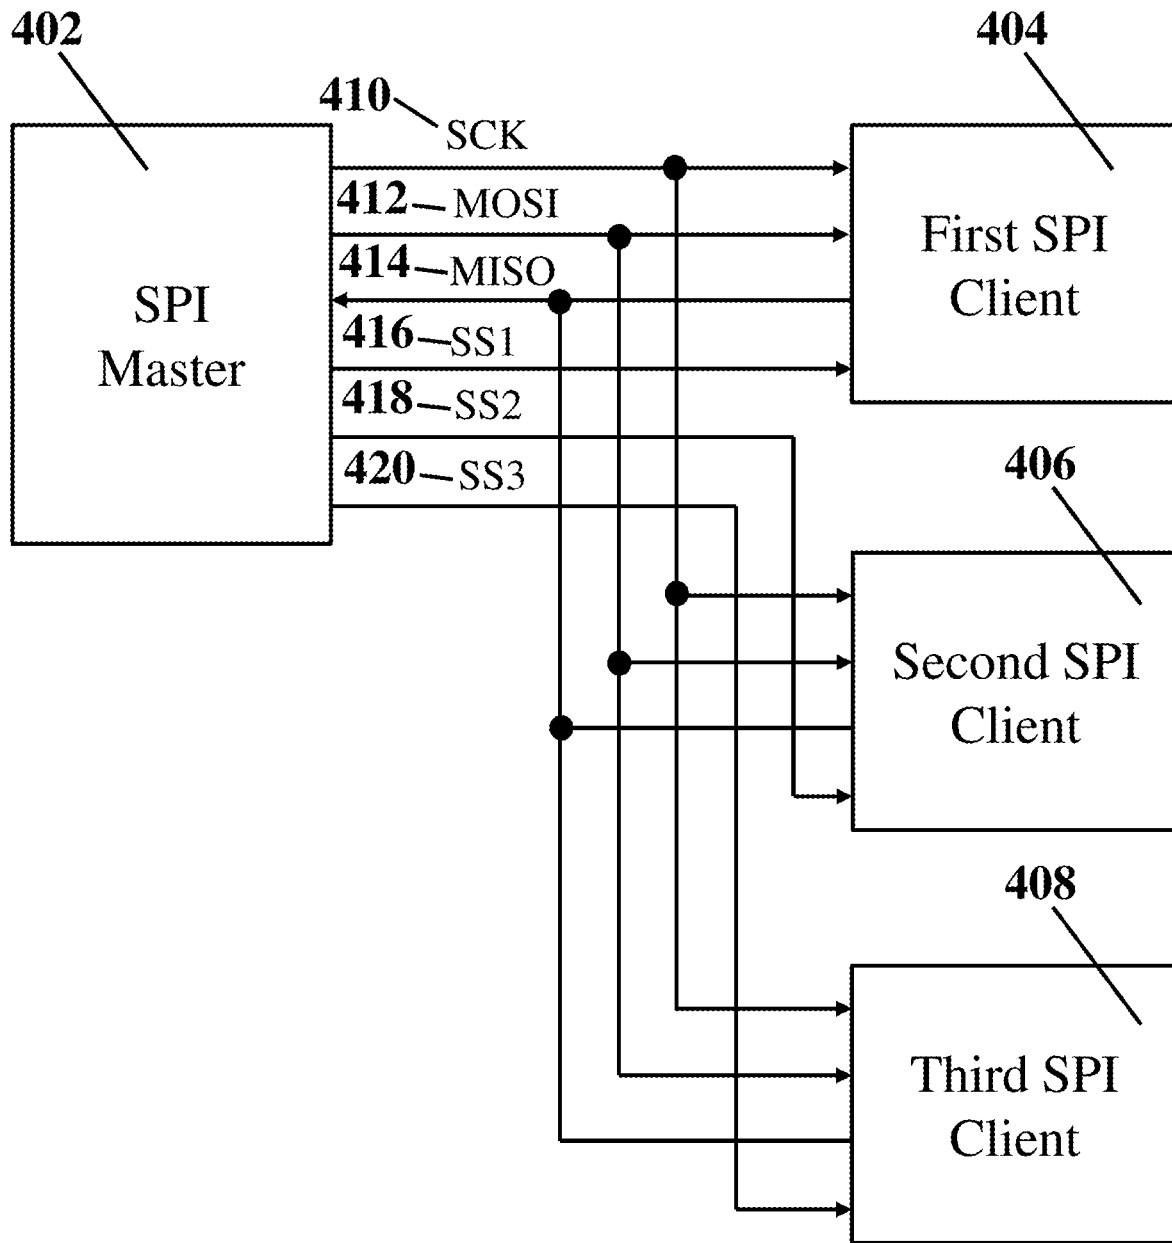 402
404
410
SCK
412
MOSI
414
MISO
416
SS1
418
SS2
420
SS3
SPI
Master
First SPI
Client
406
Second SPI
Client
408
Third SPI
Client